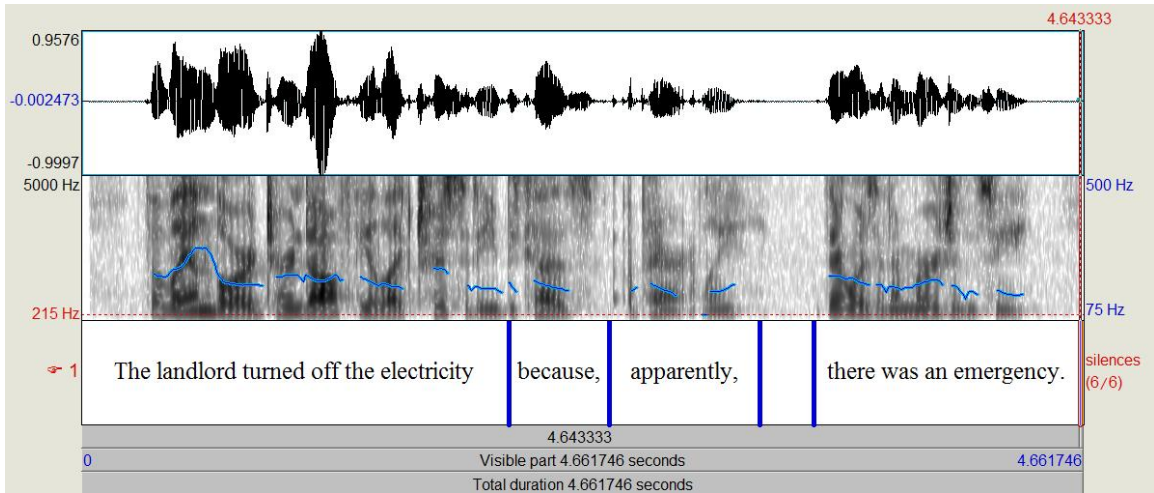 4.643333
0.9576
-0.002473
-0.9997
5000 Hz
500 Hz
215 Hz
75 Hz
☞ 1
The landlord turned off the electricity
because,
apparently,
there was an emergency.
silences
(6/6)
4.643333
0
Visible part 4.661746 seconds
4.661746
Total duration 4.661746 seconds